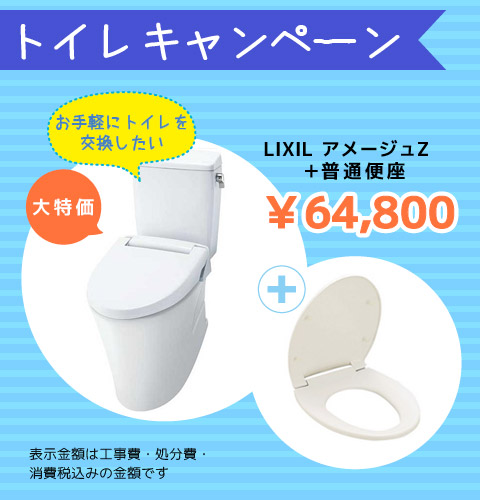 トイレキャンペーン
お手軽にトイレを
交換したい
大特価
LIXIL アメージュZ
＋普通便座
￥64,800
＋
表示金額は工事費・処分費・
消費税込みの金額です